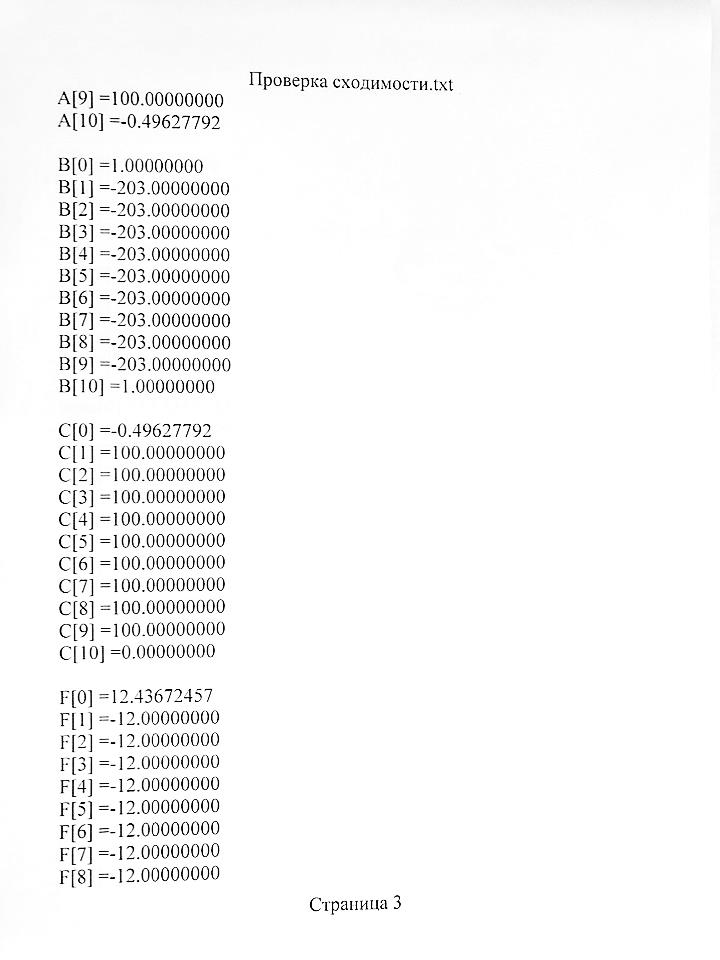 Проверка сходимости.txt
A[9] =100.00000000
A[10] =-0.49627792
B[0] =1.00000000
B[1] =-203.00000000
B[2] =-203.00000000
B[3] =-203.00000000
B[4] =-203.00000000
B[5] =-203.00000000
B[6] =-203.00000000
B[7] =-203.00000000
B[8] =-203.00000000
B[9] =-203.00000000
B[10] =1.00000000
C[0] =-0.49627792
C[1] =100.00000000
C[2] =100.00000000
C[3] =100.00000000
C[4] =100.00000000
C[5] =100.00000000
C[6] =100.00000000
C[7] =100.00000000
C[8] =100.00000000
C[9] =100.00000000
C[10] =0.00000000
F[0] =12.43672457
F[1] =-12.00000000
F[2] =-12.00000000
F[3] =-12.00000000
F[4] =-12.00000000
F[5] =-12.00000000
F[6] =-12.00000000
F[7] =-12.00000000
F[8] =-12.00000000
Страница 3